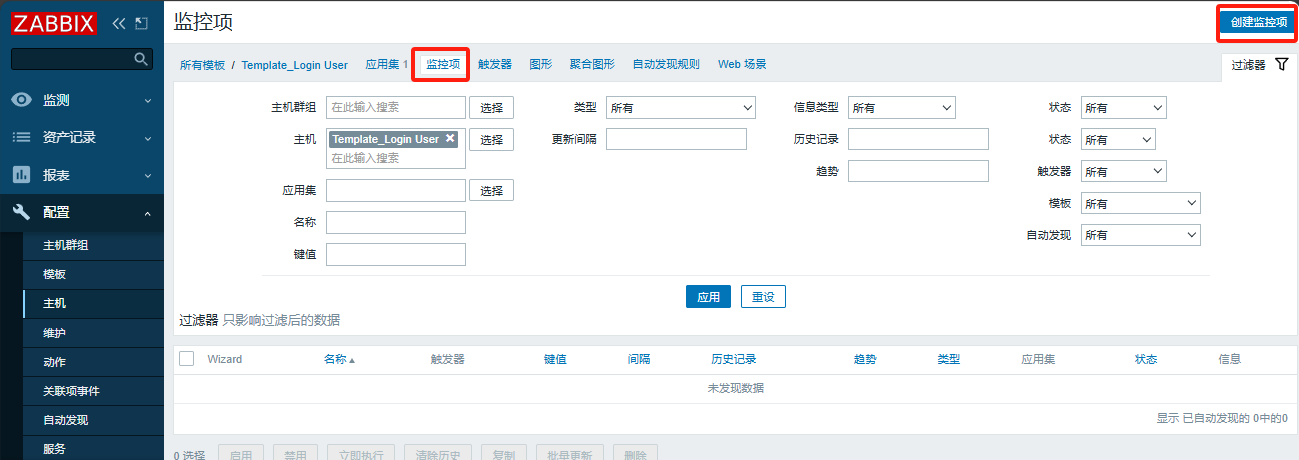 ZABBIX
监控项
创建监控项
所有模板 / Template_Login User 应用集 1 监控项 触发器 图形 聚合图形 自动发现规则 Web 场景 过滤器
监测
资产记录
报表
配置
主机群组
模板
主机
维护
动作
关联项事件
自动发现
服务
主机群组 在此输入搜索 选择 类型 所有 信息类型 所有 状态 所有
主机 Template_Login User 在此输入搜索 选择 更新间隔 历史记录 状态 所有
趋势 触发器 所有
应用集 选择 模板 所有
名称 自动发现 所有
键值
应用 重设
过滤器 只影响过滤后的数据
Wizard 名称 触发器 键值 间隔 历史记录 趋势 类型 应用集 状态 信息
未发现数据
显示 已自动发现的 0中的0
0 选择 启用 禁用 立即执行 清除历史 复制 批量更新 删除